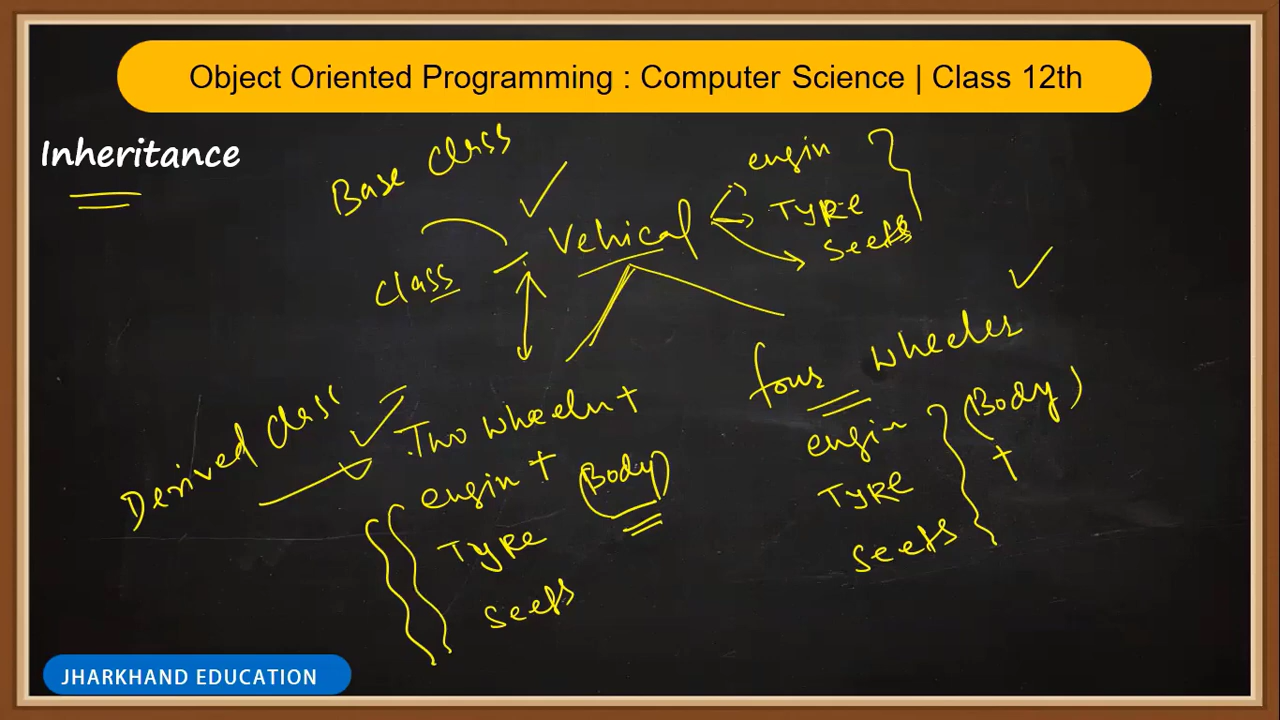 Object Oriented Programming : Computer Science | Class 12th
Inheritance
Base Class
Class
Vehical
engin
TYRE
Seets
Derived Class
Two wheeler +
engin + (Body)
TYRE
Seets
four wheeler
engin
(Body)
+
TYRE
Seets
JHARKHAND EDUCATION